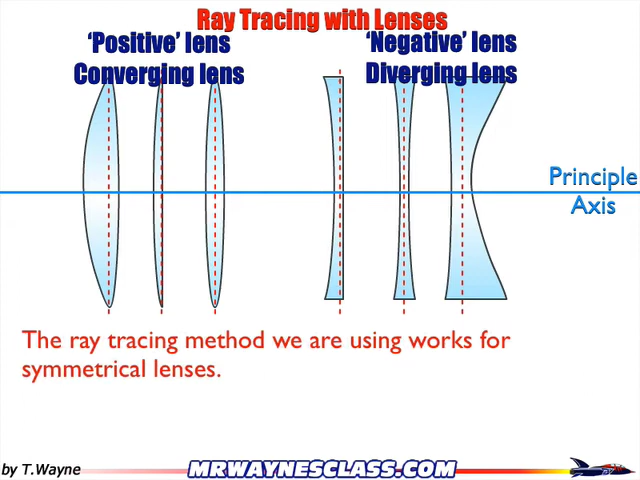 Ray Tracing with Lenses
‘Positive’ lens
Converging lens
‘Negative’ lens
Diverging lens
Principle
Axis
The ray tracing method we are using works for
symmetrical lenses.
by T.Wayne
MRWAYNESCLASS.COM